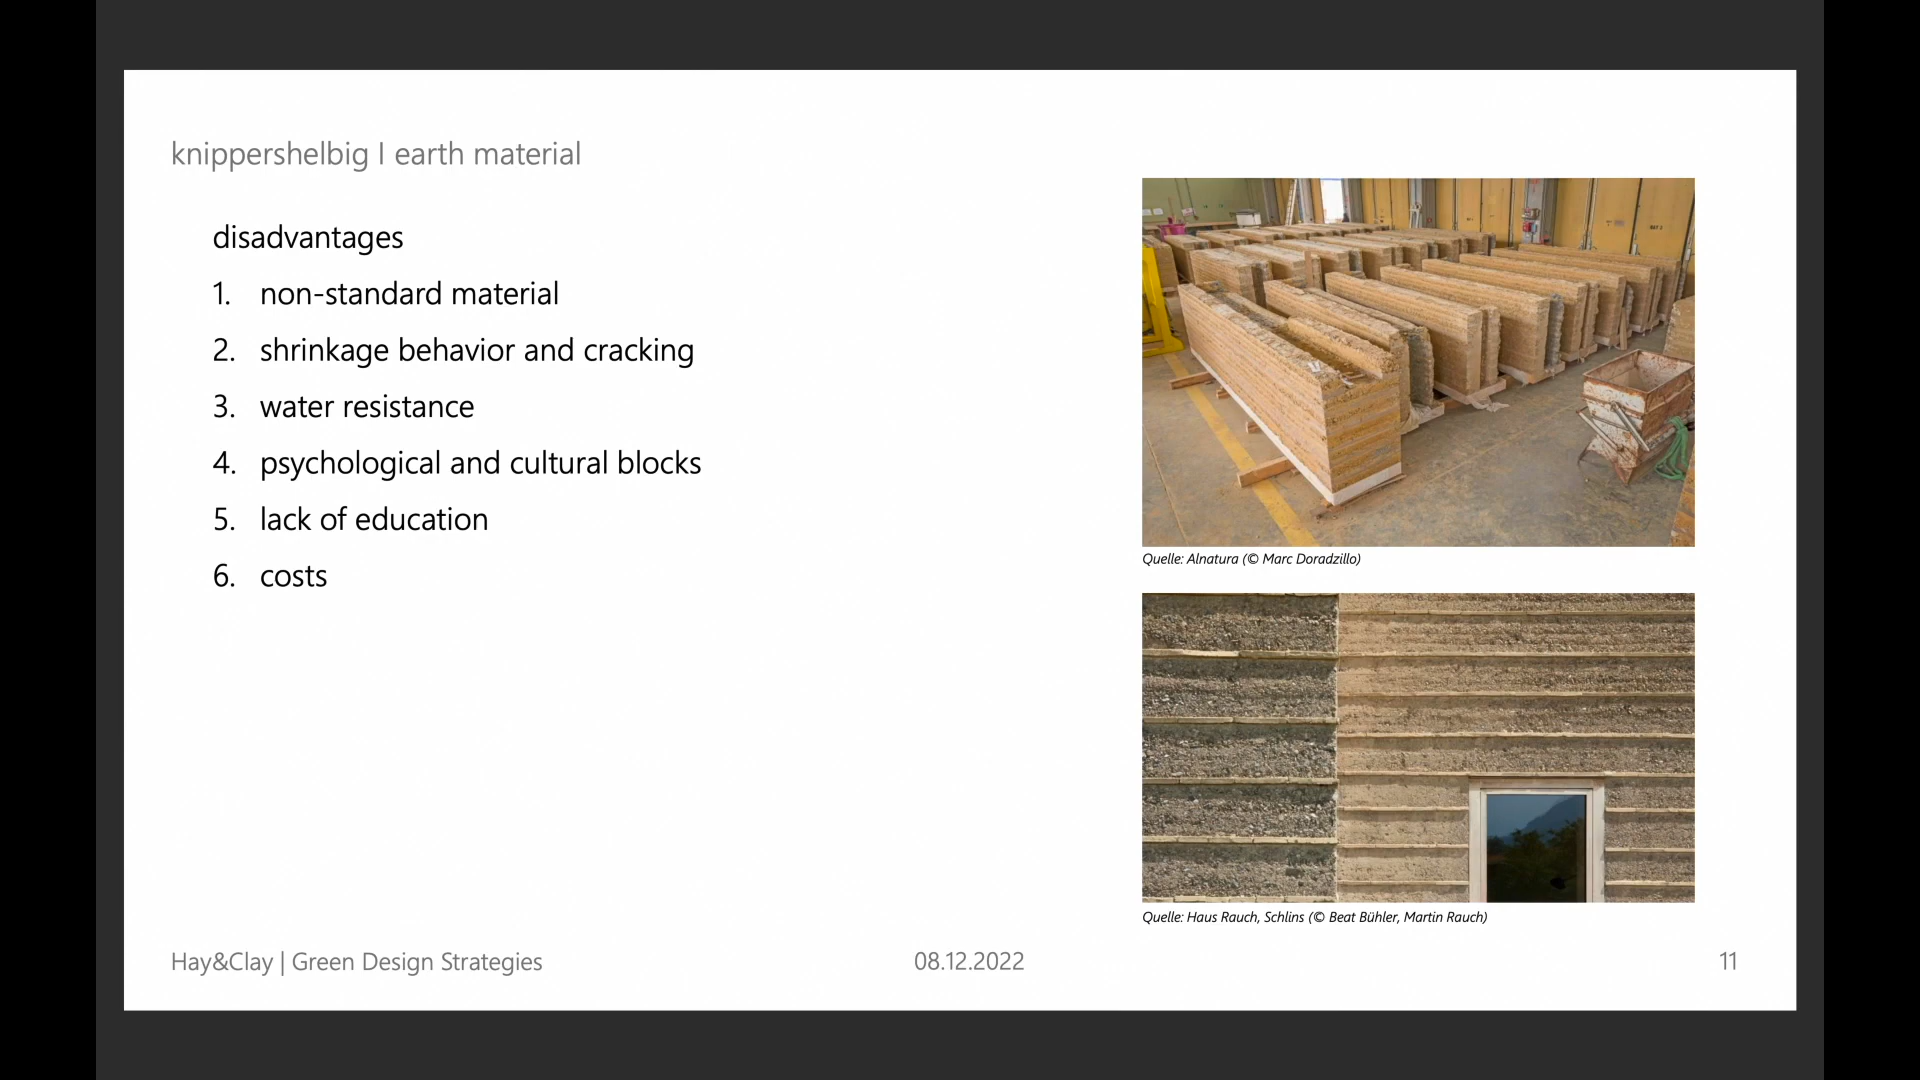 knippershelbig I earth material
disadvantages
1. non-standard material
2. shrinkage behavior and cracking
3. water resistance
4. psychological and cultural blocks
5. lack of education
6. costs
Quelle: Alnatura (© Marc Doradzillo)
Quelle: Haus Rauch, Schlins (© Beat Bühler, Martin Rauch)
Hay&Clay | Green Design Strategies
08.12.2022
11